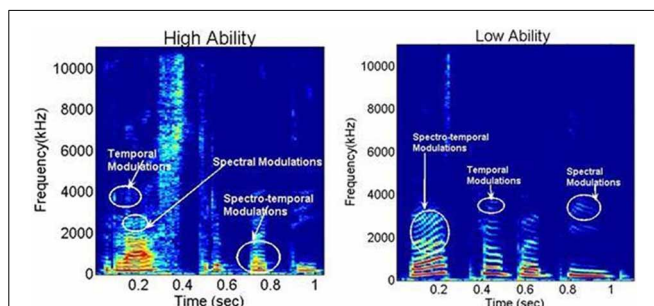 High Ability
Frequency(kHz)
10000
8000
6000
4000
2000
0
Temporal
Modulations
Spectral Modulations
Spectro-temporal
Modulations
0.2
0.4
0.6
0.8
1
Time (sec)
Low Ability
Frequency(kHz)
10000
8000
6000
4000
2000
0
Spectro-temporal
Modulations
Temporal
Modulations
Spectral
Modulations
0.2
0.4
0.6
0.8
1
Time (sec)